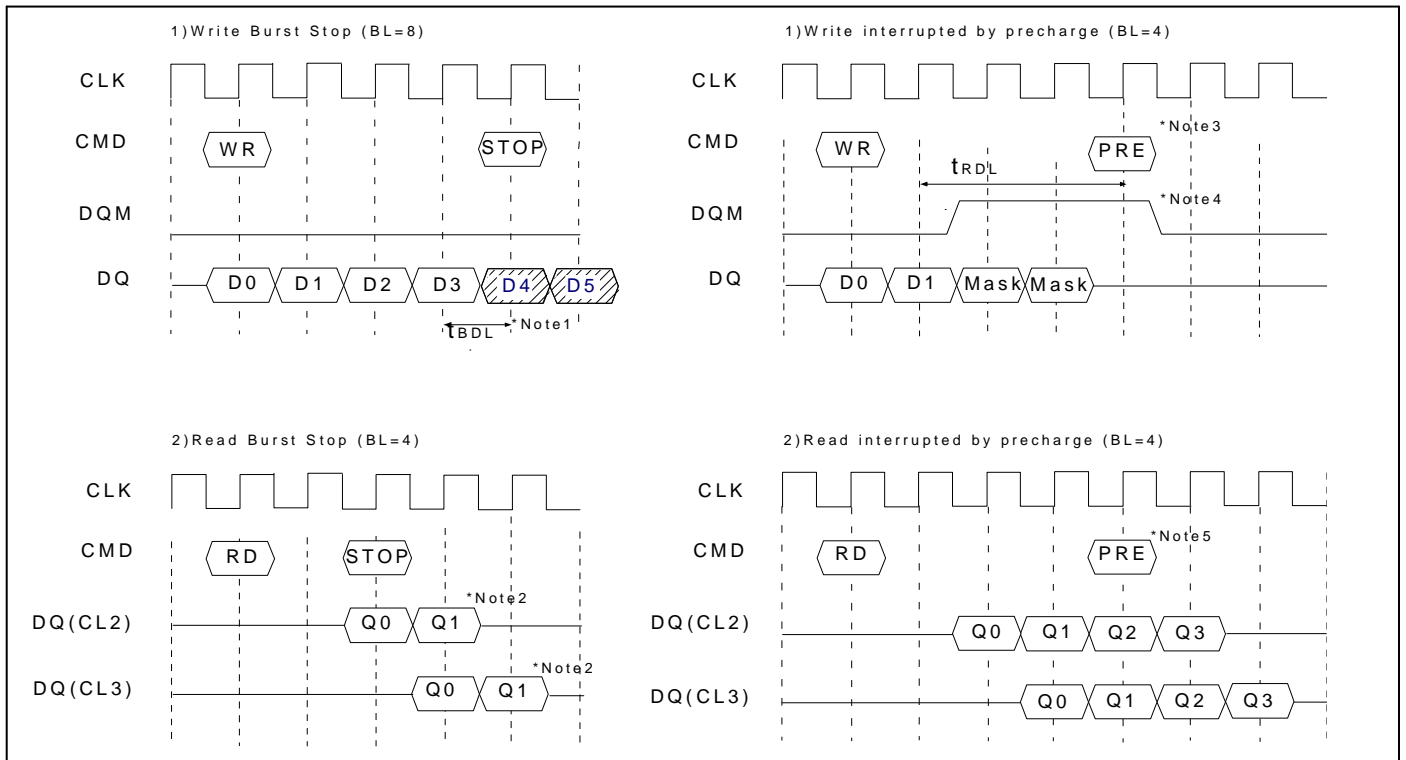 1)Write Burst Stop (BL=8)
CLK
CMD WR STOP
DQM
DQ D0 D1 D2 D3 D4 D5
tBDL *Note1
1)Write interrupted by precharge (BL=4)
CLK
CMD WR PRE *Note3
tRDL
DQM *Note4
DQ D0 D1 Mask Mask
2)Read Burst Stop (BL=4)
CLK
CMD RD STOP
DQ(CL2) Q0 Q1 *Note2
DQ(CL3) Q0 Q1 *Note2
2)Read interrupted by precharge (BL=4)
CLK
CMD RD PRE *Note5
DQ(CL2) Q0 Q1 Q2 Q3
DQ(CL3) Q0 Q1 Q2 Q3